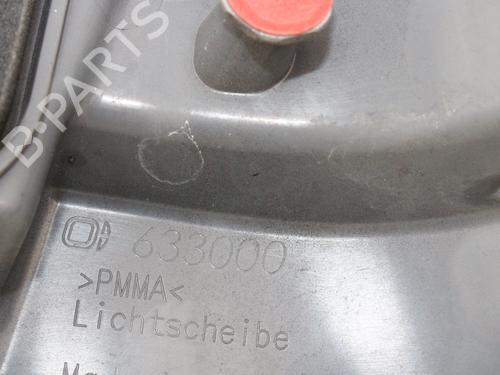 B-PARTS
633000
>PMMA<
Lichtscheibe